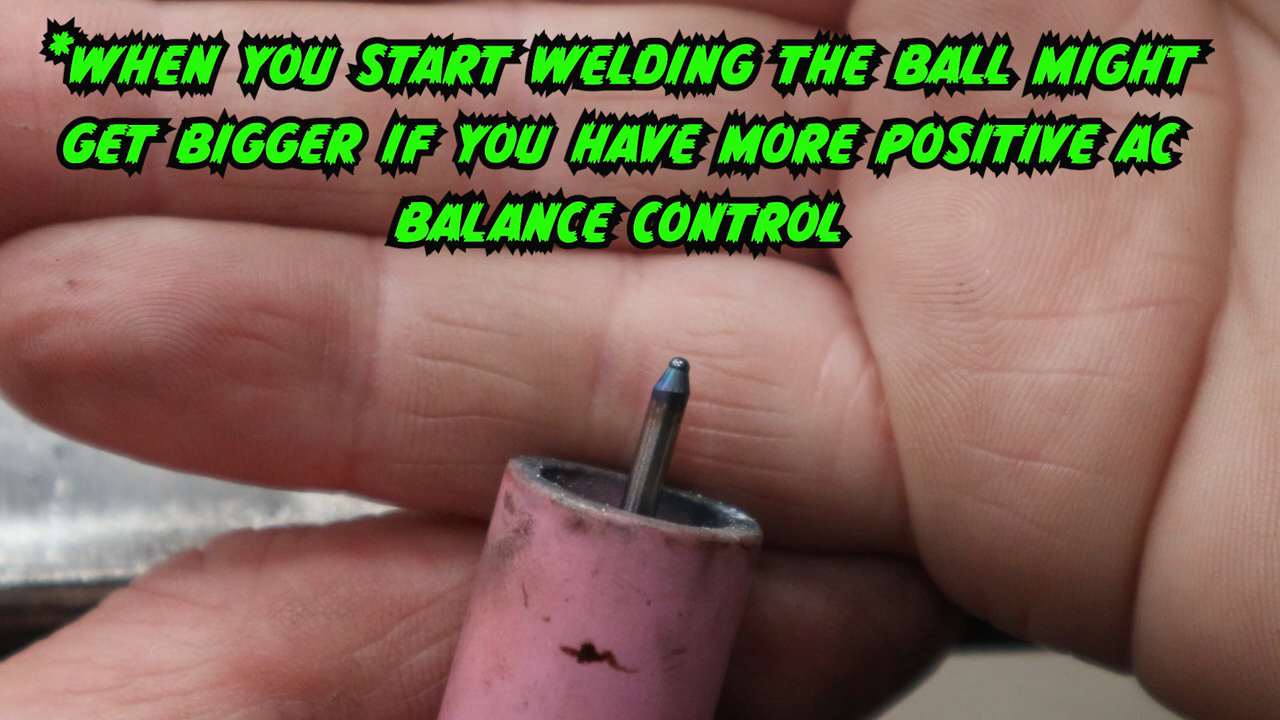 *WHEN YOU START WELDING THE BALL MIGHT
GET BIGGER IF YOU HAVE MORE POSITIVE AC
BALANCE CONTROL